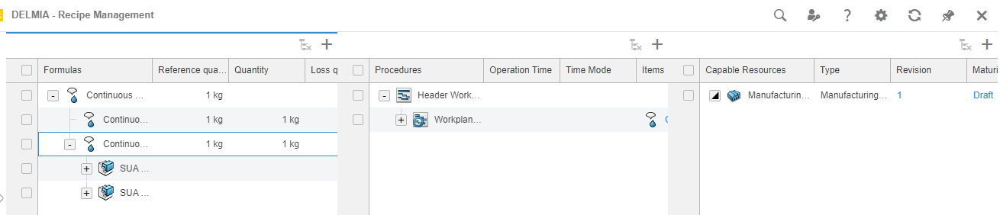 DELMIA - Recipe Management
Formulas Reference qua... Quantity Loss q Procedures Operation Time Time Mode Items Capable Resources Type Revision Maturi
Continuous ... 1 kg Header Work... Manufacturin... Manufacturing... 1 Draft
Continuo... 1 kg 1 kg Workplan...
Continuo... 1 kg 1 kg
SUA ...
SUA ...